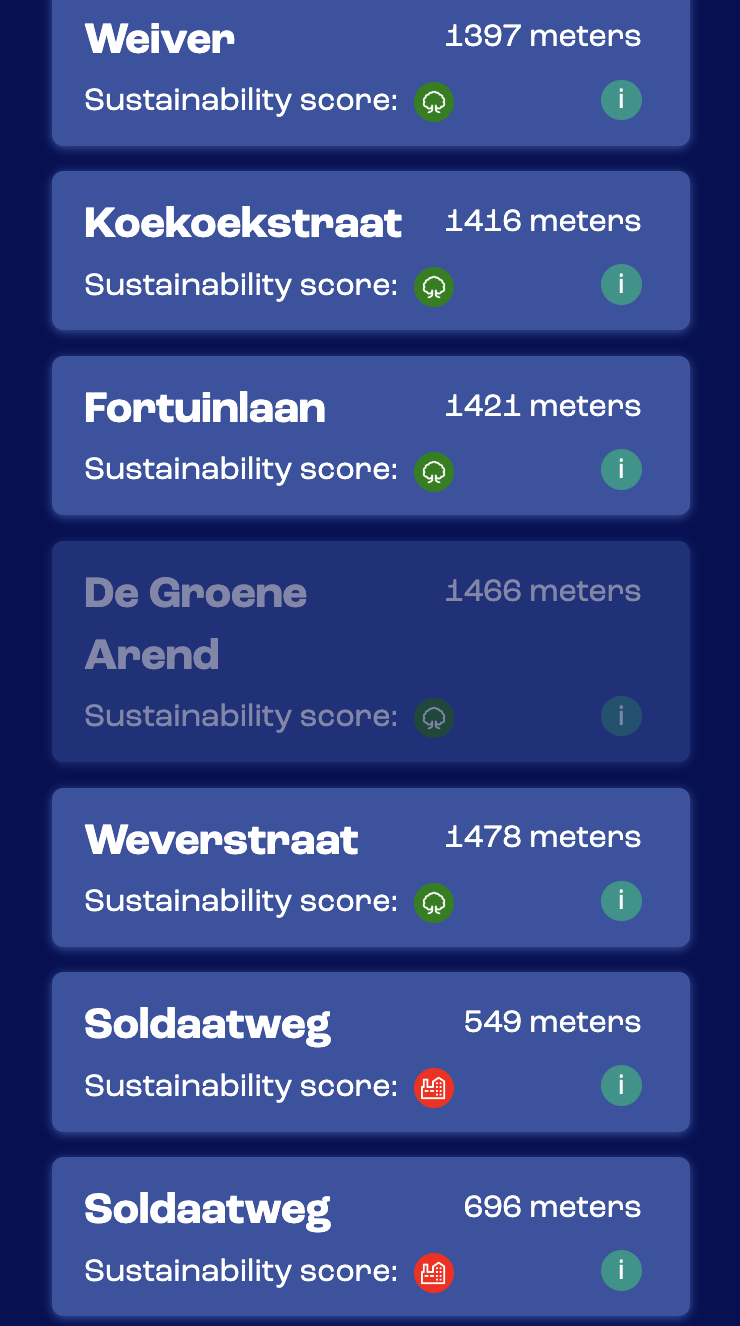 Weiver 1397 meters
Sustainability score: i
Koekoekstraat 1416 meters
Sustainability score: i
Fortuinlaan 1421 meters
Sustainability score: i
De Groene 1466 meters
Arend
Sustainability score: i
Weverstraat 1478 meters
Sustainability score: i
Soldaatweg 549 meters
Sustainability score: i
Soldaatweg 696 meters
Sustainability score: i